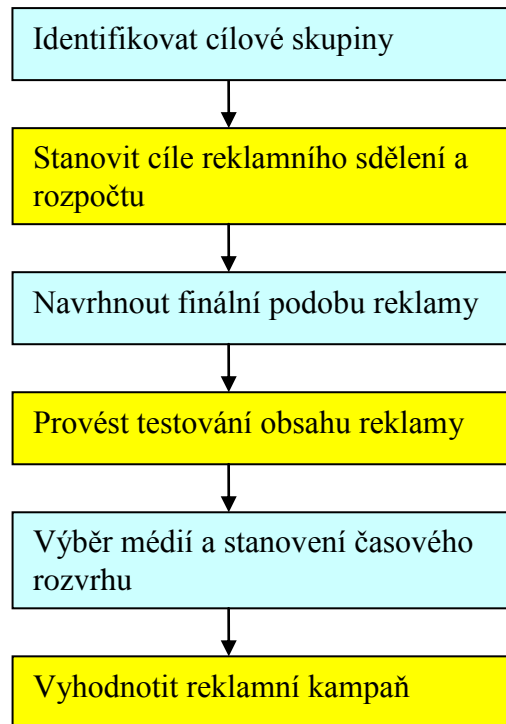 Identifikovat cílové skupiny
Stanovit cíle reklamního sdělení a
rozpočtu
Navrhnout finální podobu reklamy
Provést testování obsahu reklamy
Výběr médií a stanovení časového
rozvrhu
Vyhodnotit reklamní kampaň